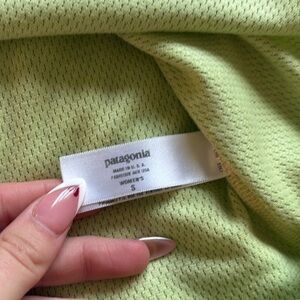 patagonia
MADE IN U.S.A.
FABRIQUE AUX USA
WOMEN'S
S